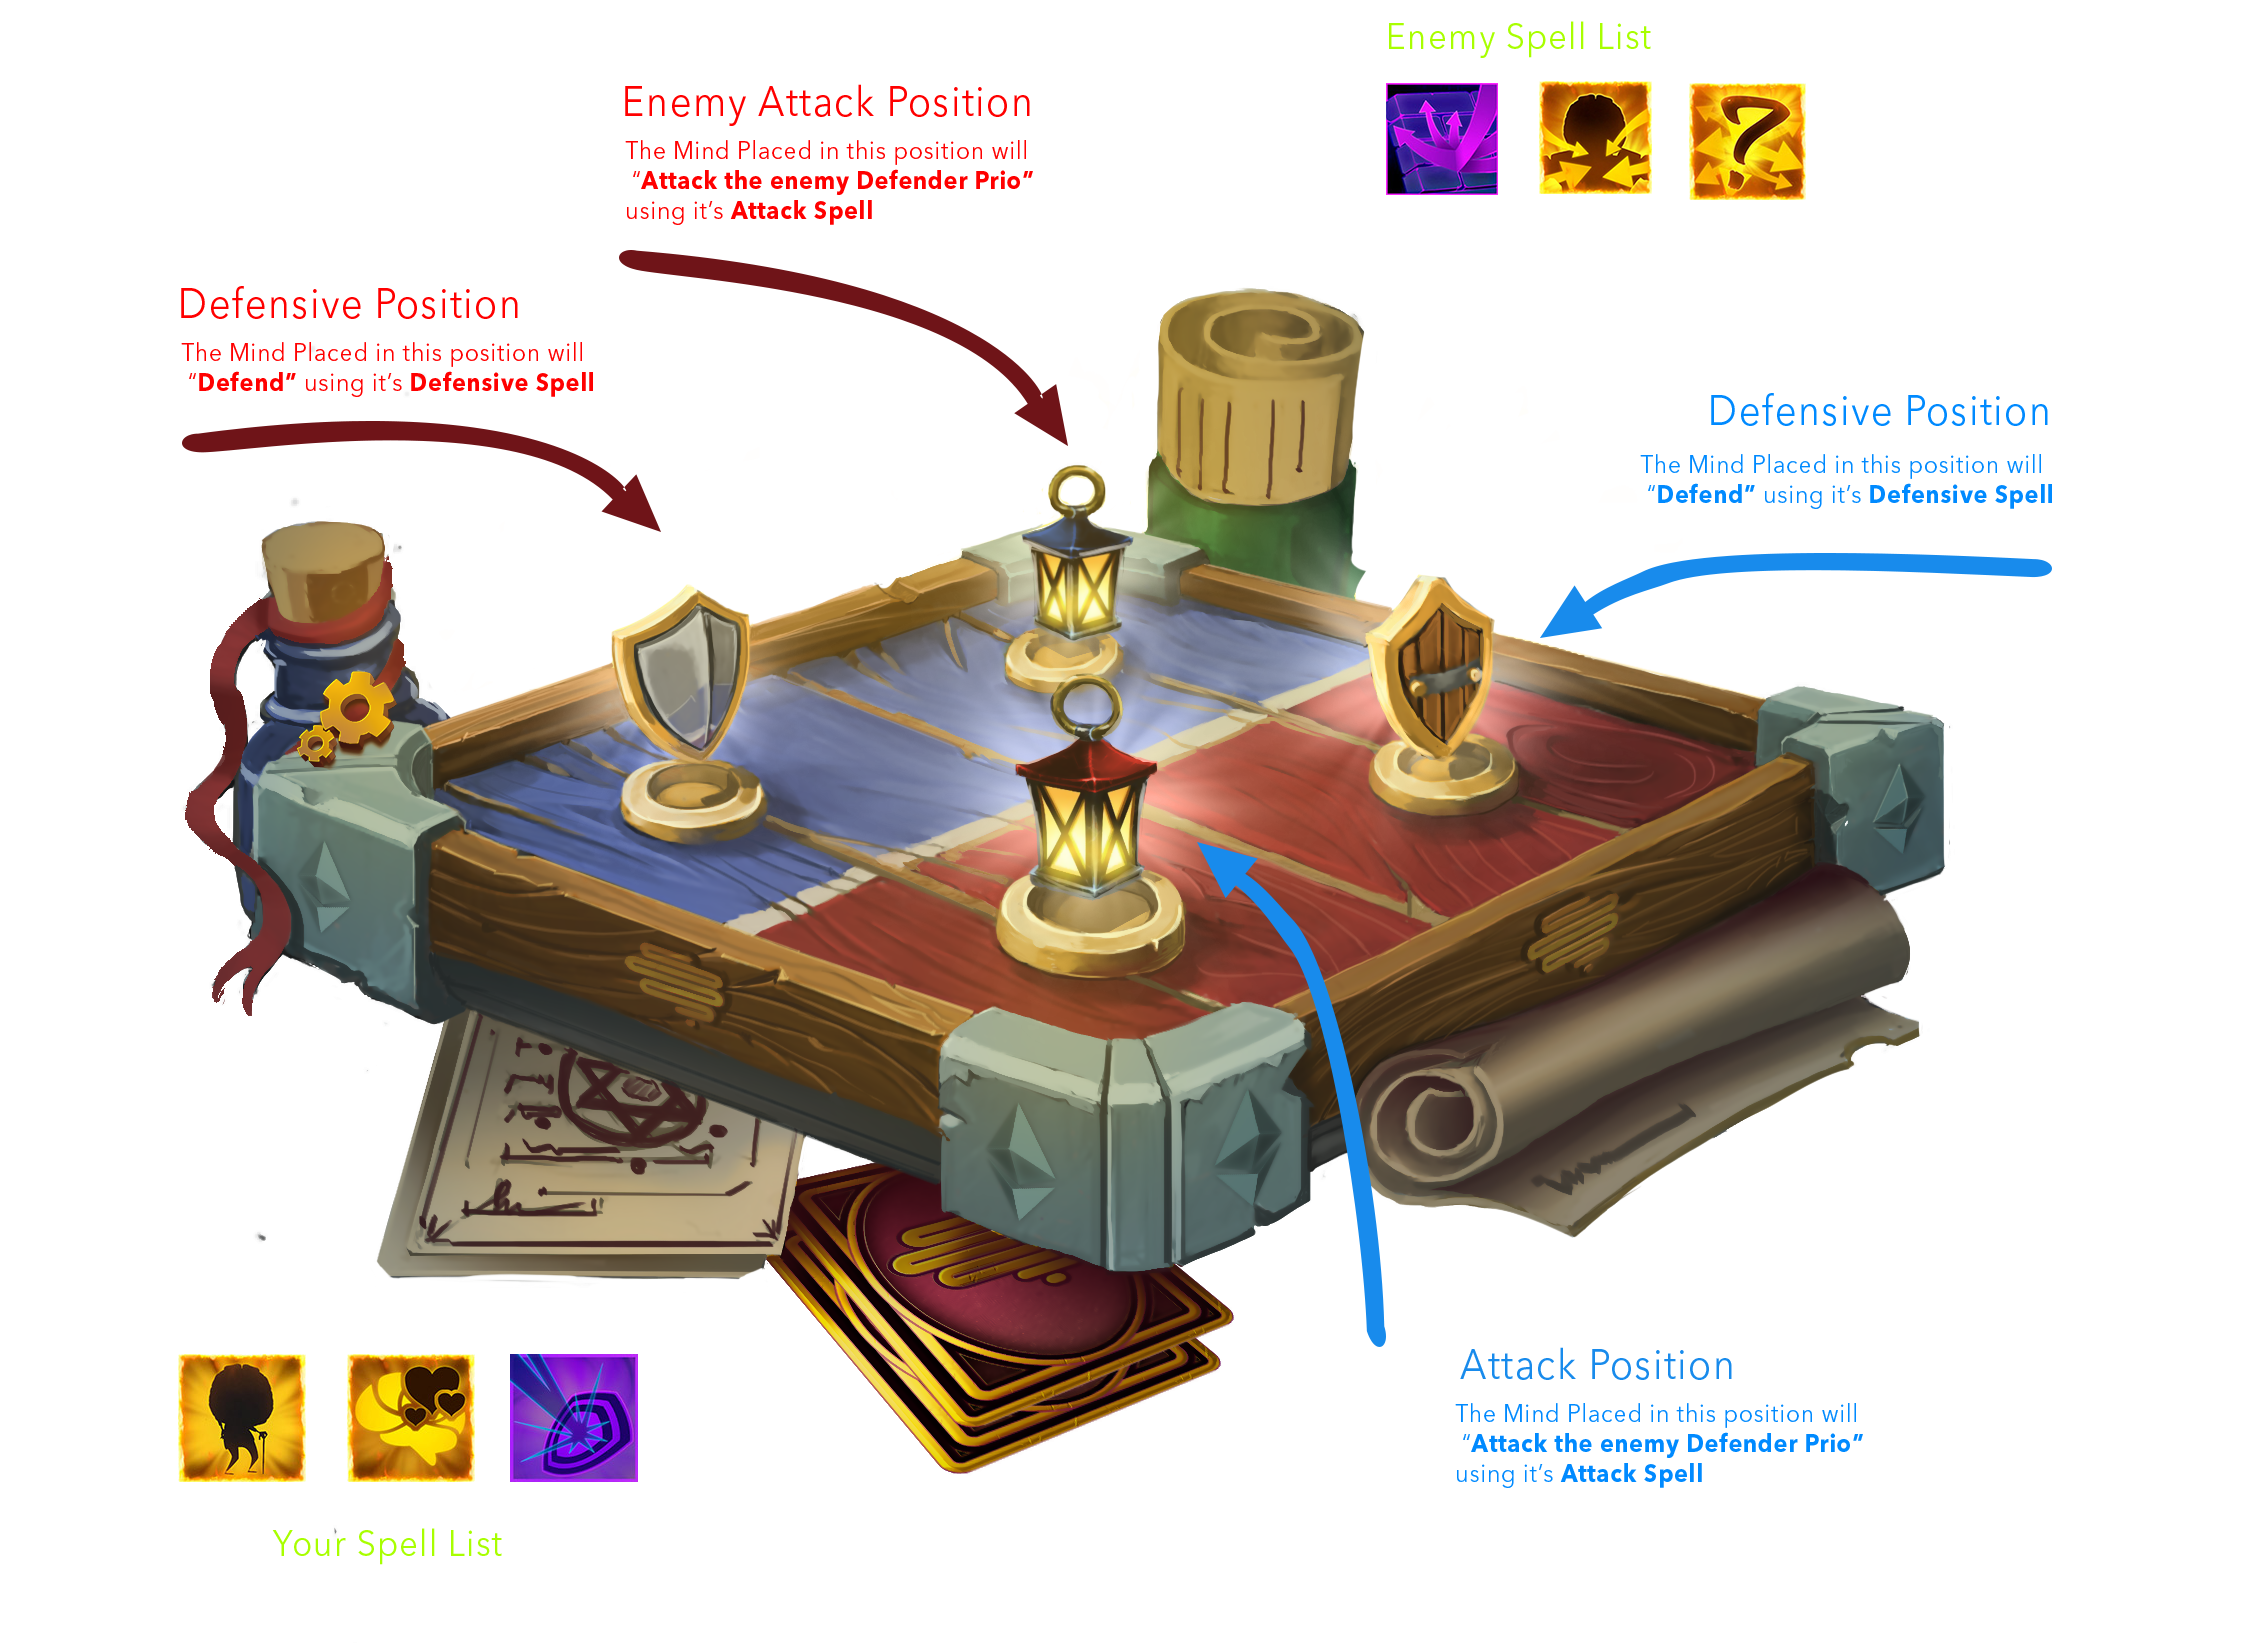 Enemy Spell List
Enemy Attack Position
The Mind Placed in this position will
“Attack the enemy Defender Prio”
using it’s Attack Spell
Defensive Position
The Mind Placed in this position will
“Defend” using it’s Defensive Spell
Defensive Position
The Mind Placed in this position will
“Defend” using it’s Defensive Spell
Attack Position
The Mind Placed in this position will
“Attack the enemy Defender Prio”
using it’s Attack Spell
Your Spell List